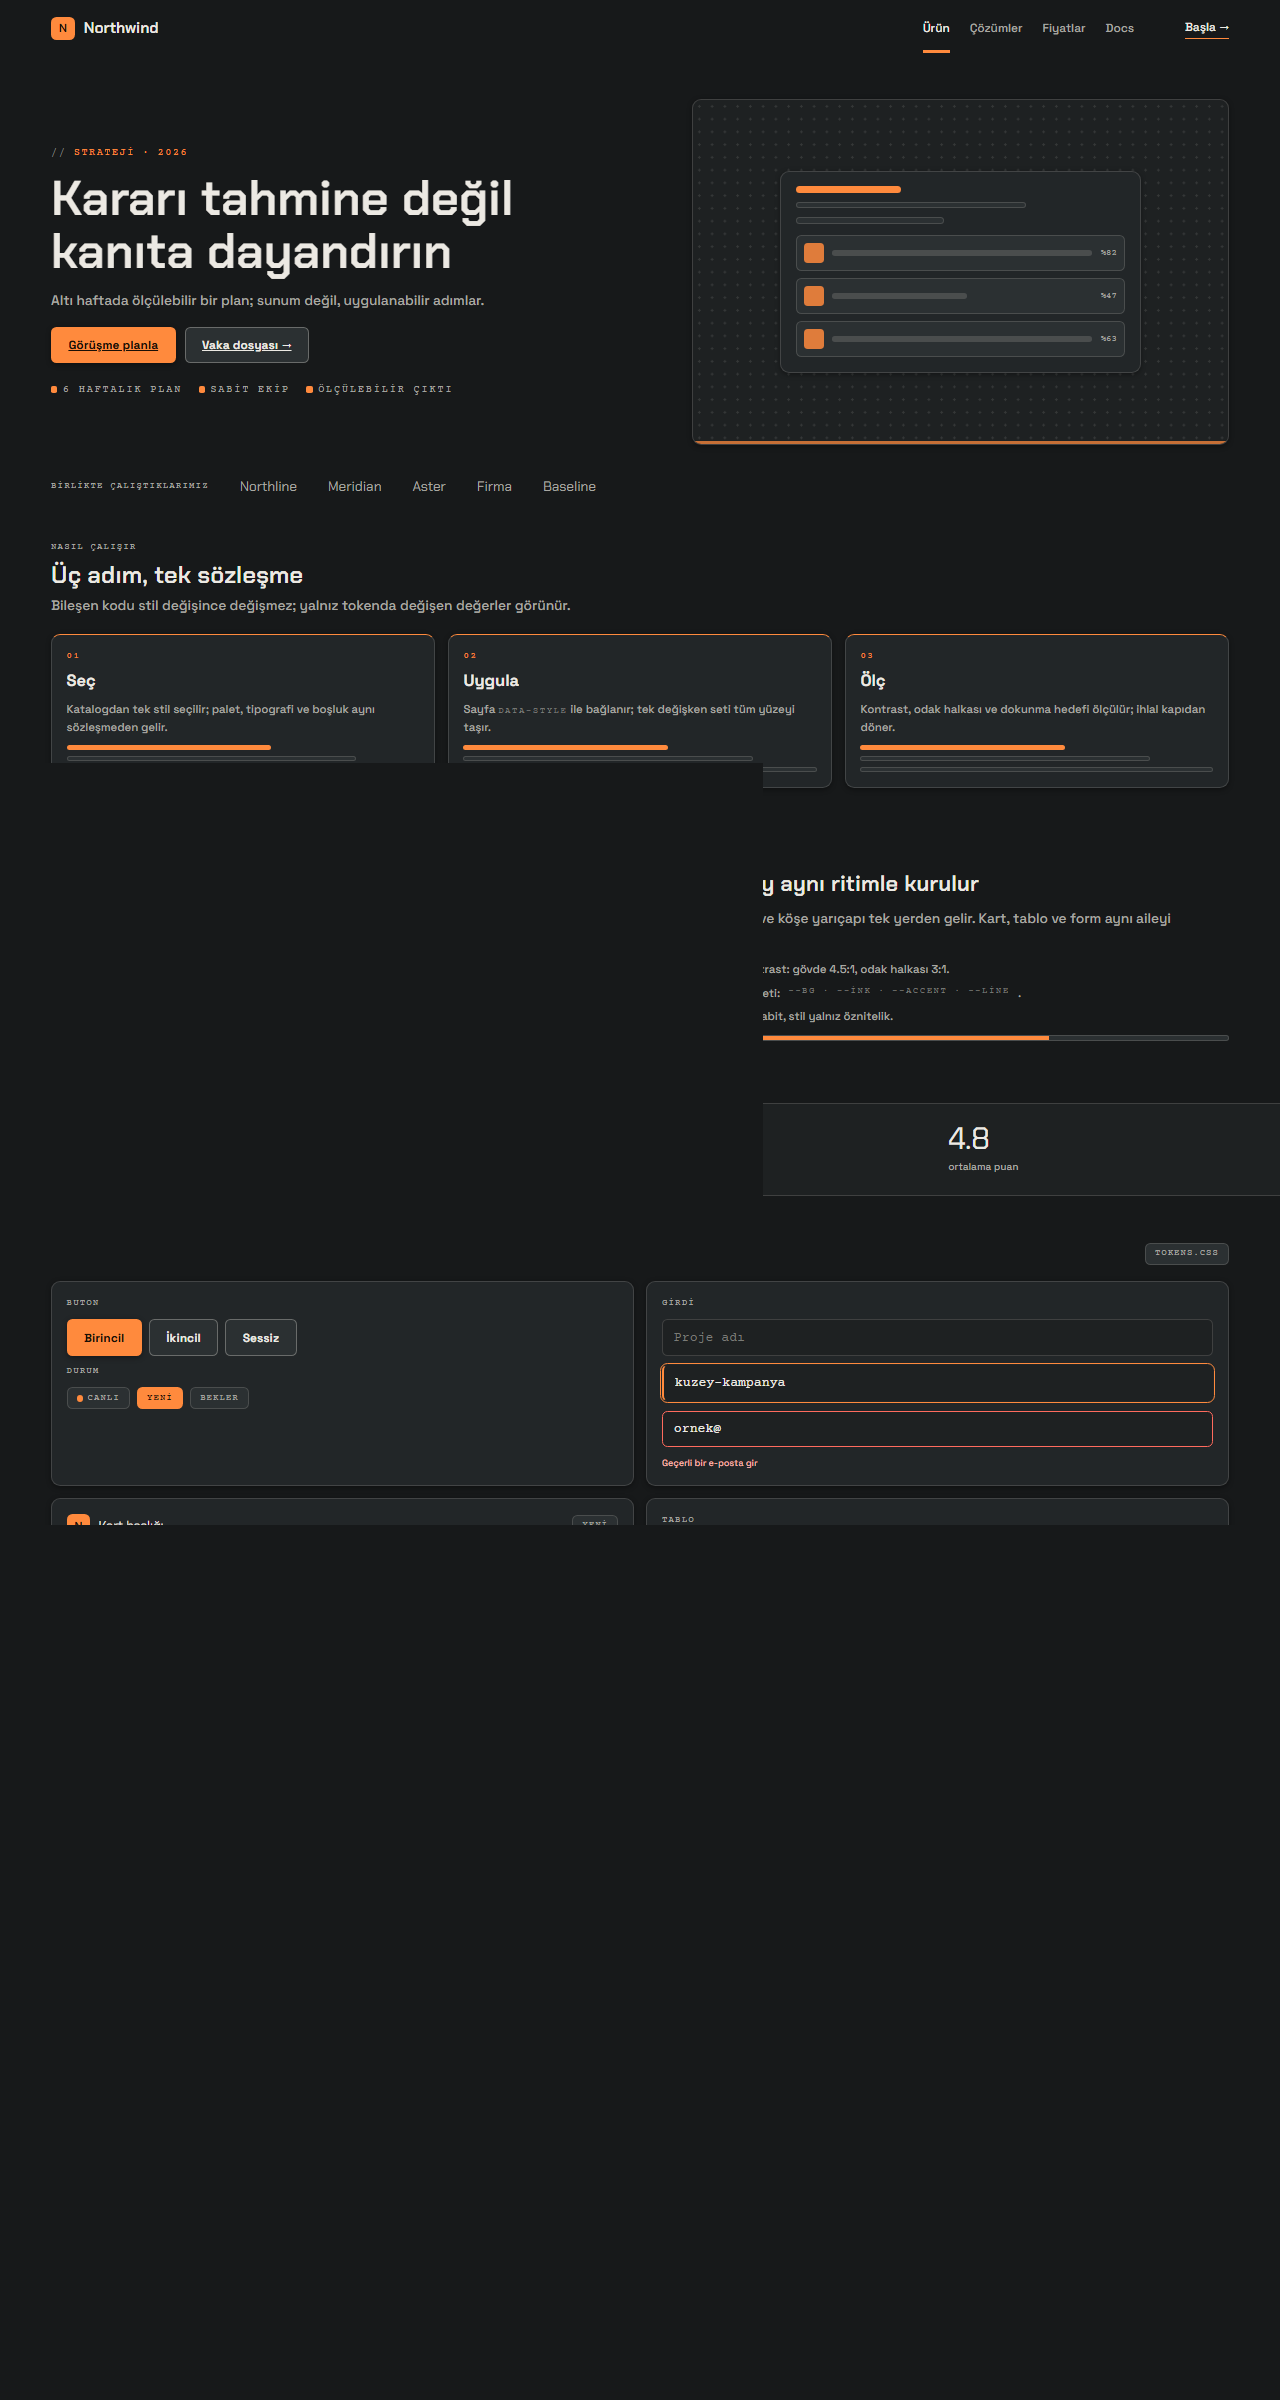 N Northwind
Ürün Çözümler Fiyatlar Docs Başla →
// STRATEJİ · 2026
Kararı tahmine değil
kanıta dayandırın
Altı haftada ölçülebilir bir plan; sunum değil, uygulanabilir adımlar.
Görüşme planla Vaka dosyası →
6 HAFTALIK PLAN SABİT EKİP ÖLÇÜLEBİLİR ÇIKTI
%82
%47
%63
BİRLİKTE ÇALIŞTIKLARIMIZ Northline Meridian Aster Firma Baseline
NASIL ÇALIŞIR
Üç adım, tek sözleşme
Bileşen kodu stil değişince değişmez; yalnız tokenda değişen değerler görünür.
01
Seç
Katalogdan tek stil seçilir; palet, tipografi ve boşluk aynı
sözleşmeden gelir.
02
Uygula
Sayfa DATA-STYLE ile bağlanır; tek değişken seti tüm yüzeyi
taşır.
03
Ölç
Kontrast, odak halkası ve dokunma hedefi ölçülür; ihlal kapıdan
döner.
y aynı ritimle kurulur
ve köşe yarıçapı tek yerden gelir. Kart, tablo ve form aynı aileyi
trast: gövde 4.5:1, odak halkası 3:1.
eti: --BG · --İNK · --ACCENT · --LİNE .
abit, stil yalnız öznitelik.
4.8
ortalama puan
TOKENS.CSS
BUTON
Birincil İkincil Sessiz
DURUM
CANLI YENİ BEKLER
GİRDİ
Proje adı
kuzey-kampanya
ornek@
Geçerli bir e-posta gir
N Kart başlığı YENİ
TABLO